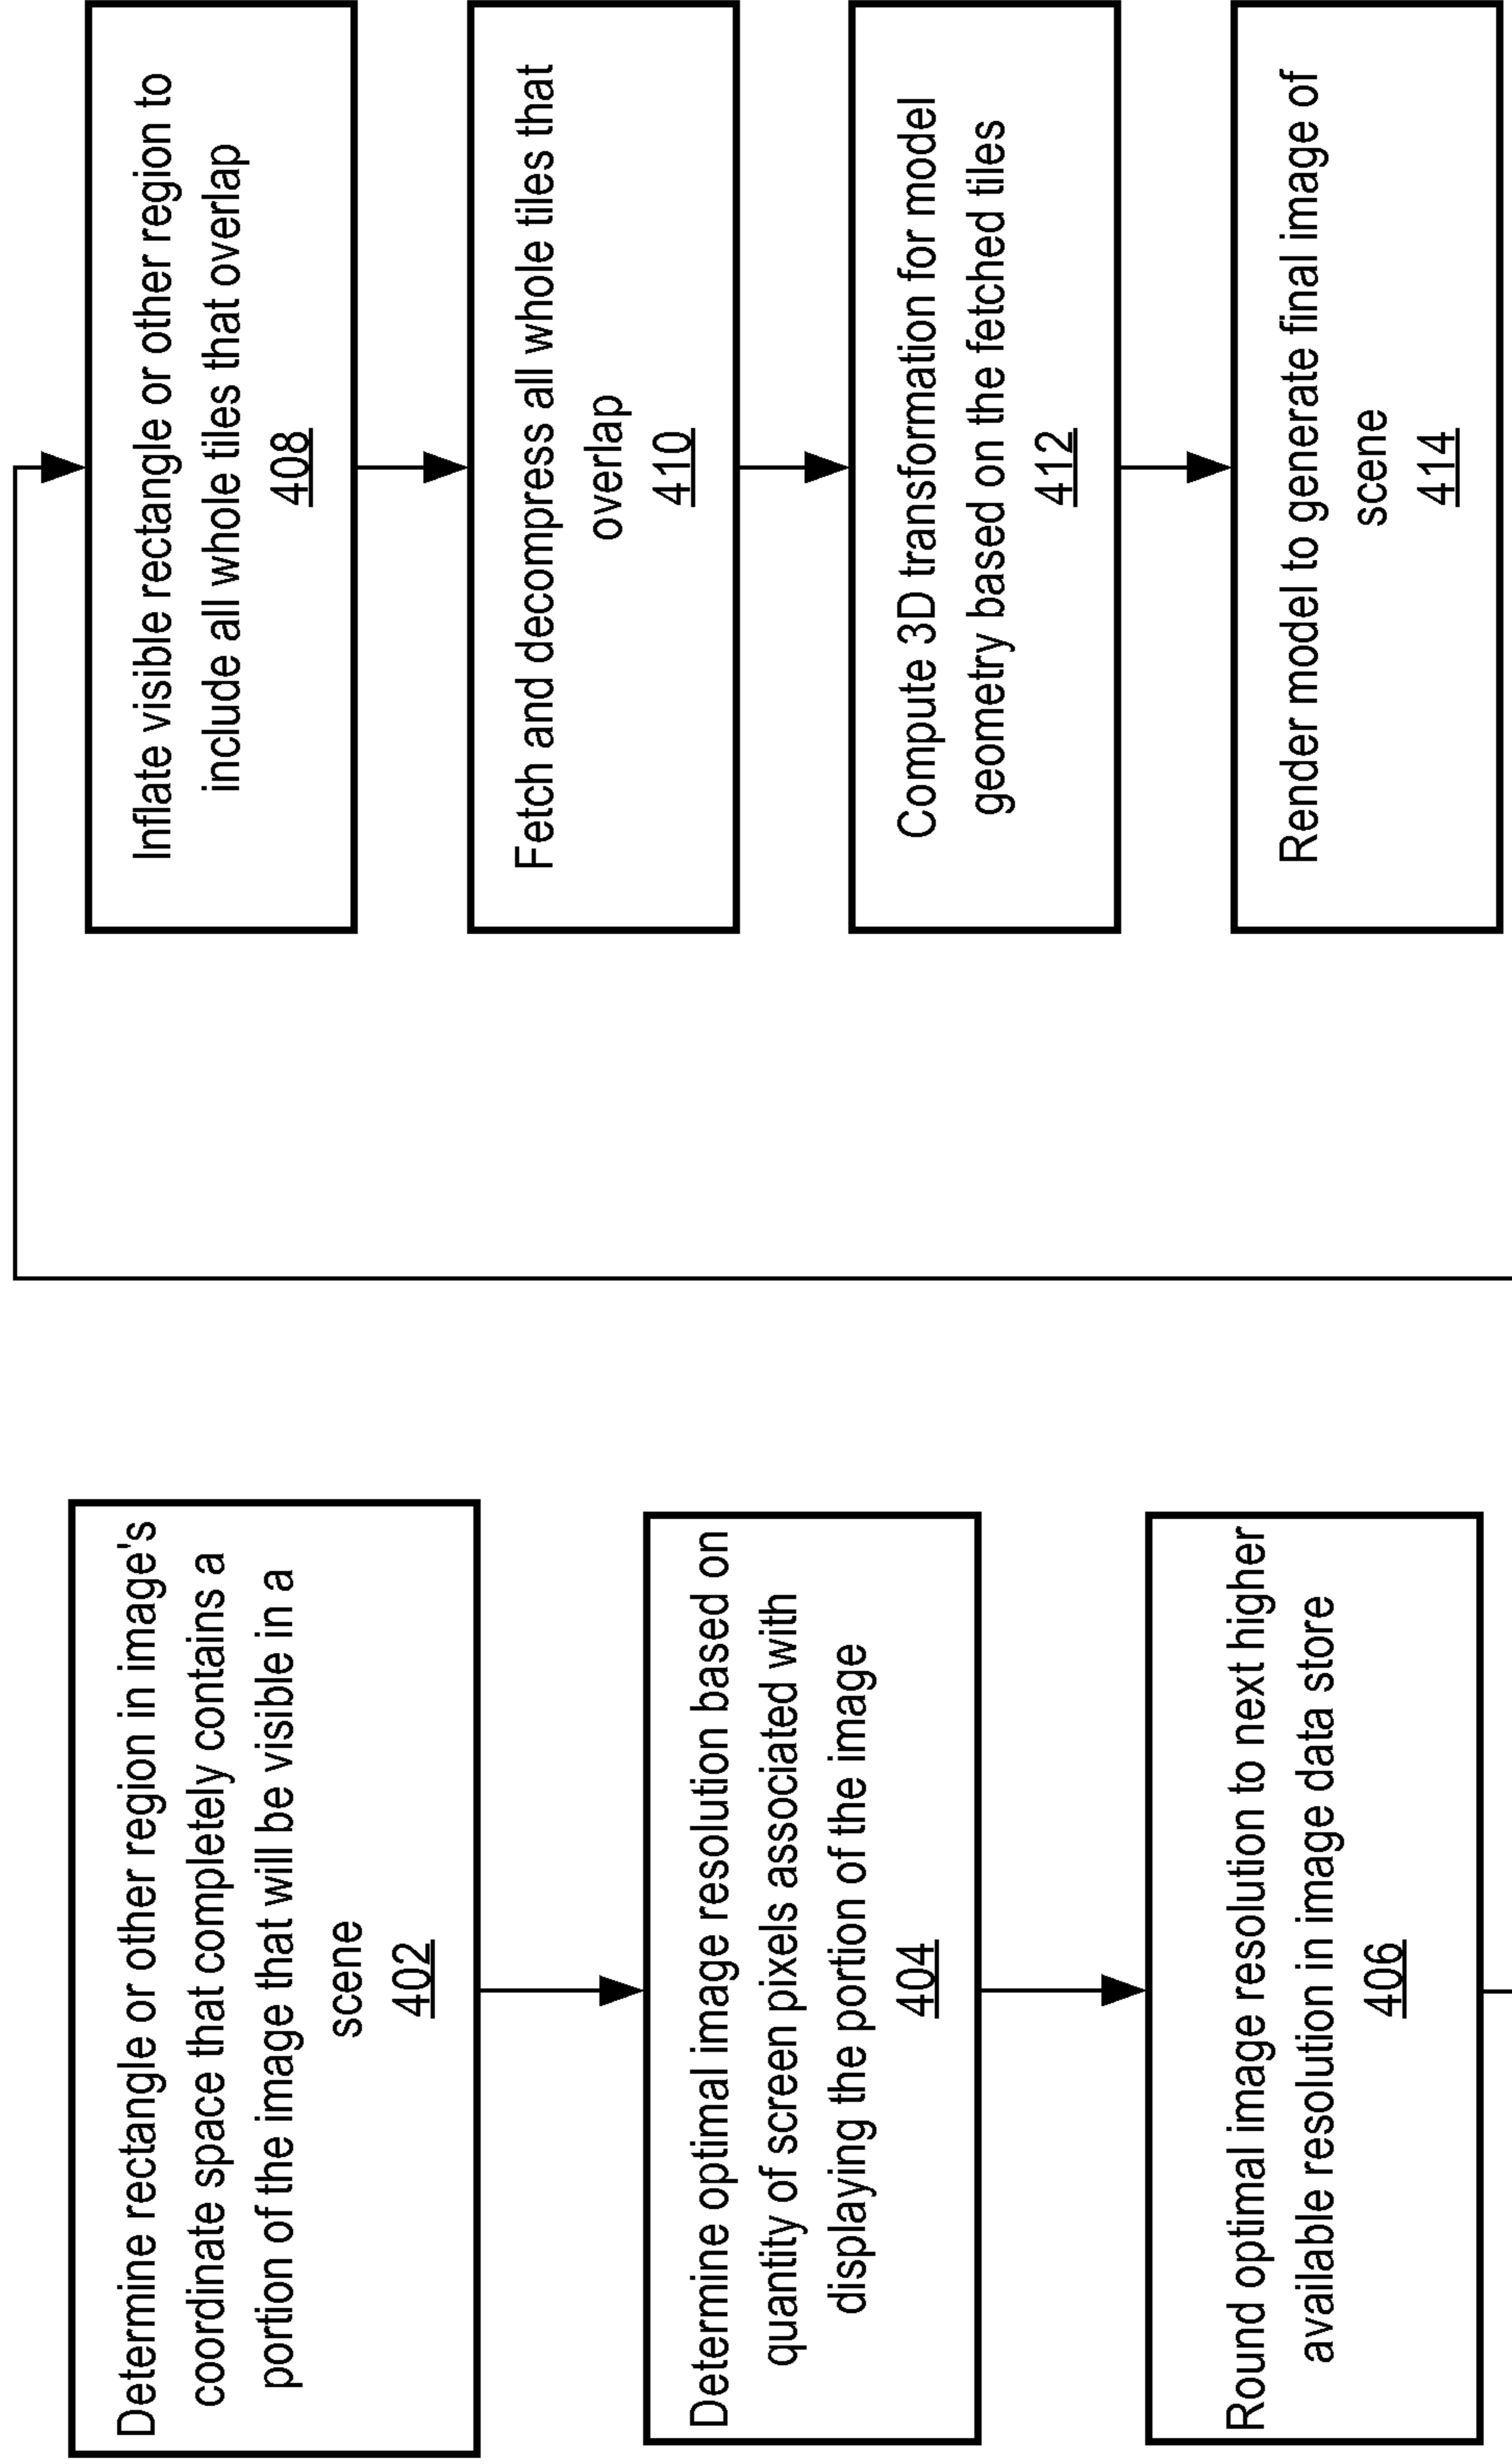 Determine rectangle or other region in image's
coordinate space that completely contains a
portion of the image that will be visible in a
scene
402
Determine optimal image resolution based on
quantity of screen pixels associated with
displaying the portion of the image
404
Round optimal image resolution to next higher
available resolution in image data store
406
Inflate visible rectangle or other region to
include all whole tiles that overlap
408
Fetch and decompress all whole tiles that
overlap
410
Compute 3D transformation for model
geometry based on the fetched tiles
412
Render model to generate final image of
scene
414